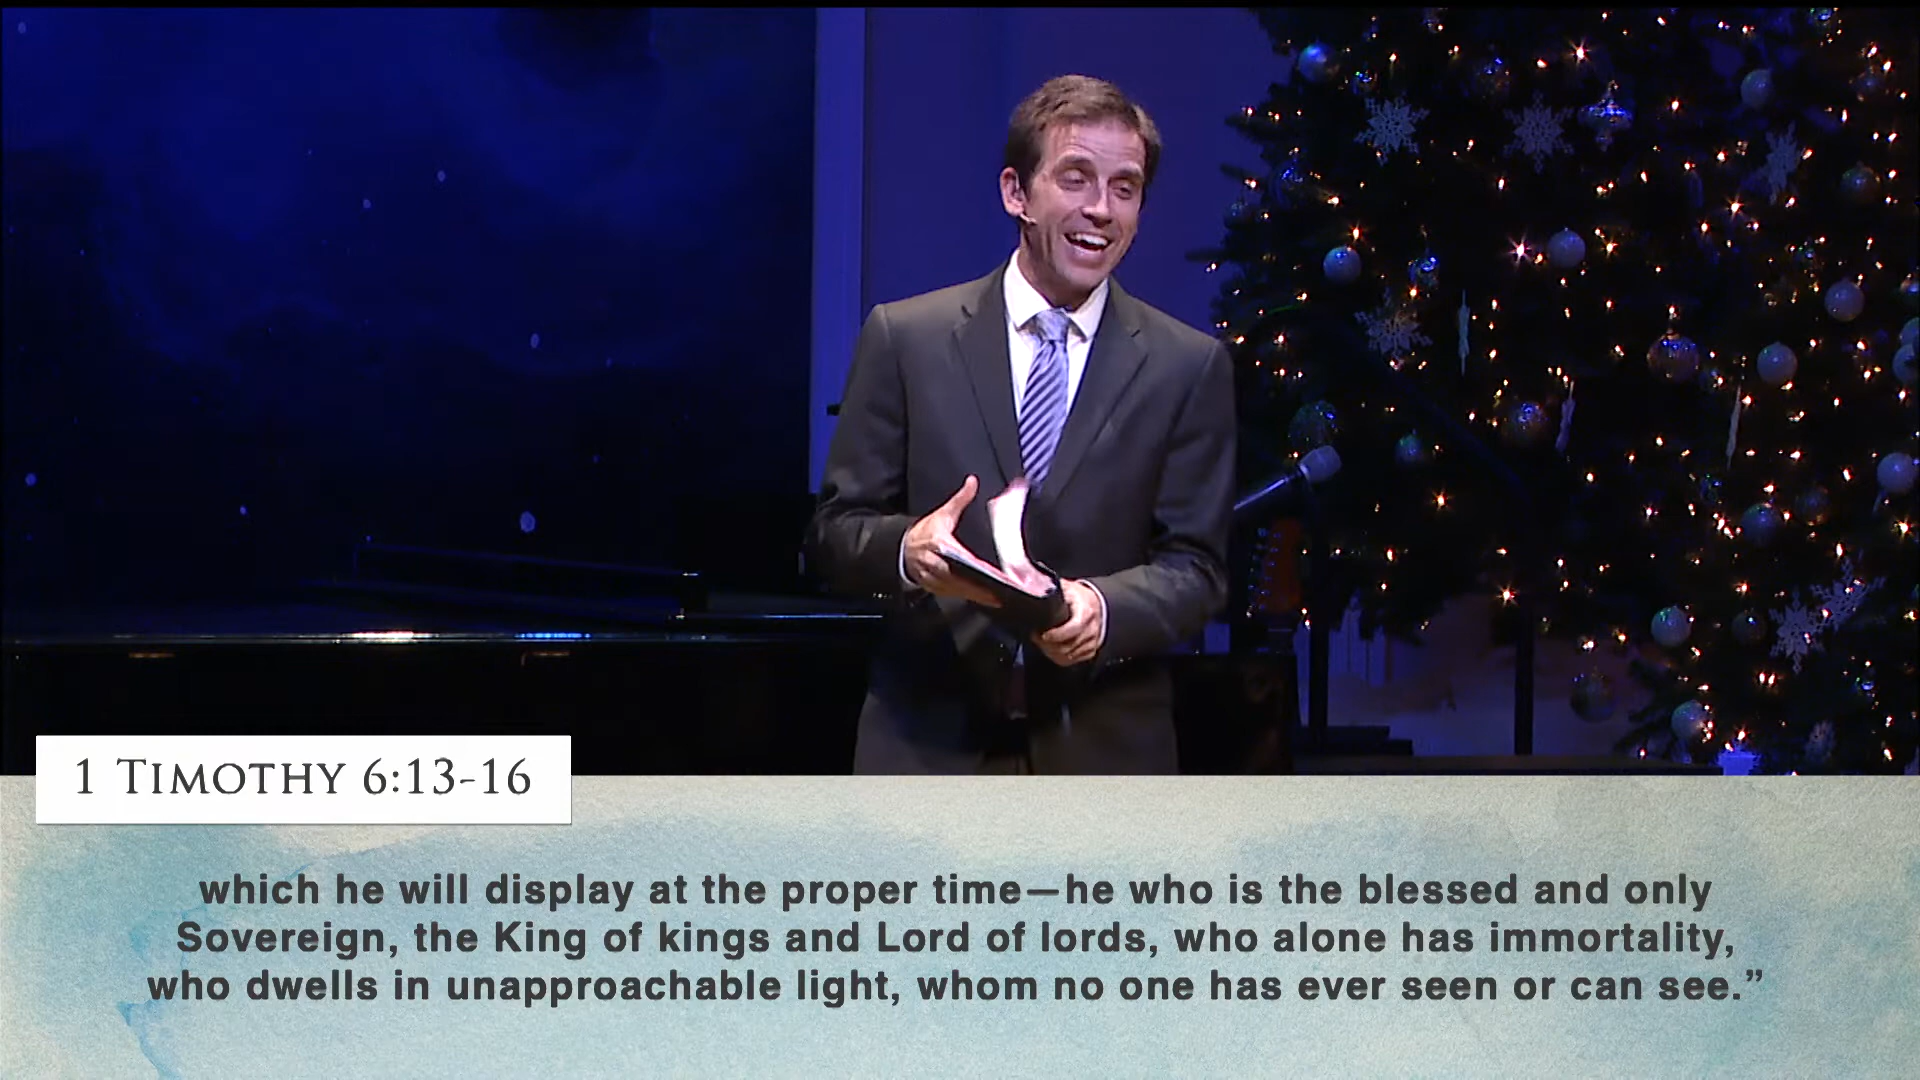 1 Timothy 6:13-16
which he will display at the proper time—he who is the blessed and only
Sovereign, the King of kings and Lord of lords, who alone has immortality,
who dwells in unapproachable light, whom no one has ever seen or can see.”